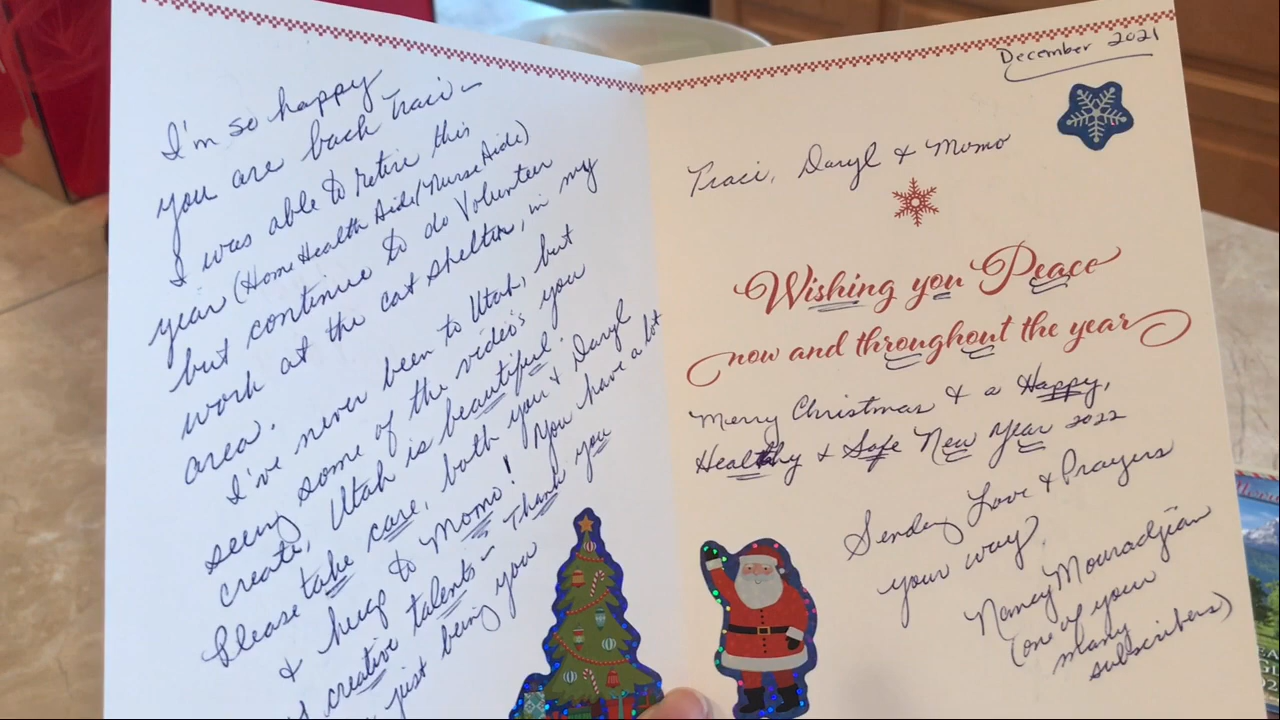 I'm so happy
you are back Traci –
I was able to retire this
year (Home Health Aide/Nurse Aide)
but continue to do Volunteer
work at the cat shelter, in my
area.
I've never been to Utah, but
seeing some of the video's you
create, Utah is beautiful.
Please take care, both you & Daryl
& hugs to Momo! You have a lot
of creative talents – Thank you
just being you
December 2021
Traci, Daryl & Momo
Wishing you Peace
now and throughout the year
Merry Christmas & a Happy,
Healthy & Safe New Year 2022
Sending Love & Prayers
your way,
Nancy Mouradjian
(one of your
many
subscribers)